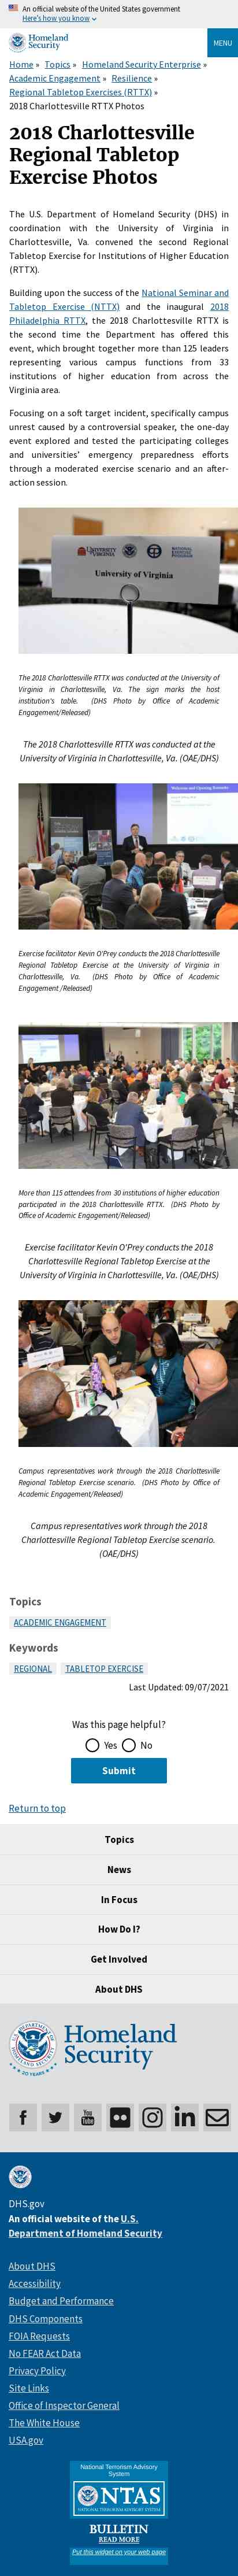 An official website of the United States government
Here's how you know
Homeland
Security
MENU
Home » Topics » Homeland Security Enterprise »
Academic Engagement » Resilience »
Regional Tabletop Exercises (RTTX) »
2018 Charlottesville RTTX Photos
2018 Charlottesville
Regional Tabletop
Exercise Photos
The U.S. Department of Homeland Security (DHS) in
coordination with the University of Virginia in
Charlottesville, Va. convened the second Regional
Tabletop Exercise for Institutions of Higher Education
(RTTX).
Building upon the success of the National Seminar and
Tabletop Exercise (NTTX) and the inaugural 2018
Philadelphia RTTX, the 2018 Charlottesville RTTX is
the second time the Department has offered this
event, which brought together more than 125 leaders
representing various campus functions from 33
institutions of higher education from across the
Virginia area.
Focusing on a soft target incident, specifically campus
unrest caused by a controversial speaker, the one-day
event explored and tested the participating colleges
and universities' emergency preparedness efforts
through a moderated exercise scenario and an after-
action session.
UNIVERSITY
VIRGINIA
University of Virginia
The 2018 Charlottesville RTTX was conducted at the University of
Virginia in Charlottesville, Va. The sign marks the host
institution's table. (DHS Photo by Office of Academic
Engagement/Released)
The 2018 Charlottesville RTTX was conducted at the
University of Virginia in Charlottesville, Va. (OAE/DHS)
Welcome and Opening Remarks
Exercise facilitator Kevin O'Prey conducts the 2018 Charlottesville
Regional Tabletop Exercise at the University of Virginia in
Charlottesville, Va. (DHS Photo by Office of Academic
Engagement /Released)
More than 115 attendees from 30 institutions of higher education
participated in the 2018 Charlottesville RTTX. (DHS Photo by
Office of Academic Engagement/Released)
Exercise facilitator Kevin O'Prey conducts the 2018
Charlottesville Regional Tabletop Exercise at the
University of Virginia in Charlottesville, Va. (OAE/DHS)
Campus representatives work through the 2018 Charlottesville
Regional Tabletop Exercise scenario. (DHS Photo by Office of
Academic Engagement/Released)
Campus representatives work through the 2018
Charlottesville Regional Tabletop Exercise scenario.
(OAE/DHS)
Topics
ACADEMIC ENGAGEMENT
Keywords
REGIONAL TABLETOP EXERCISE
Last Updated: 09/07/2021
Was this page helpful?
Yes No
Submit
Return to top
Topics
News
In Focus
How Do I?
Get Involved
About DHS
Homeland
Security
20 YEARS
You
Tube
DHS.gov
An official website of the U.S.
Department of Homeland Security
About DHS
Accessibility
Budget and Performance
DHS Components
FOIA Requests
No FEAR Act Data
Privacy Policy
Site Links
Office of Inspector General
The White House
USA.gov
National Terrorism Advisory
System
NTAS
NATIONAL TERRORISM ADVISORY SYSTEM
BULLETIN
READ MORE
Put this widget on your web page